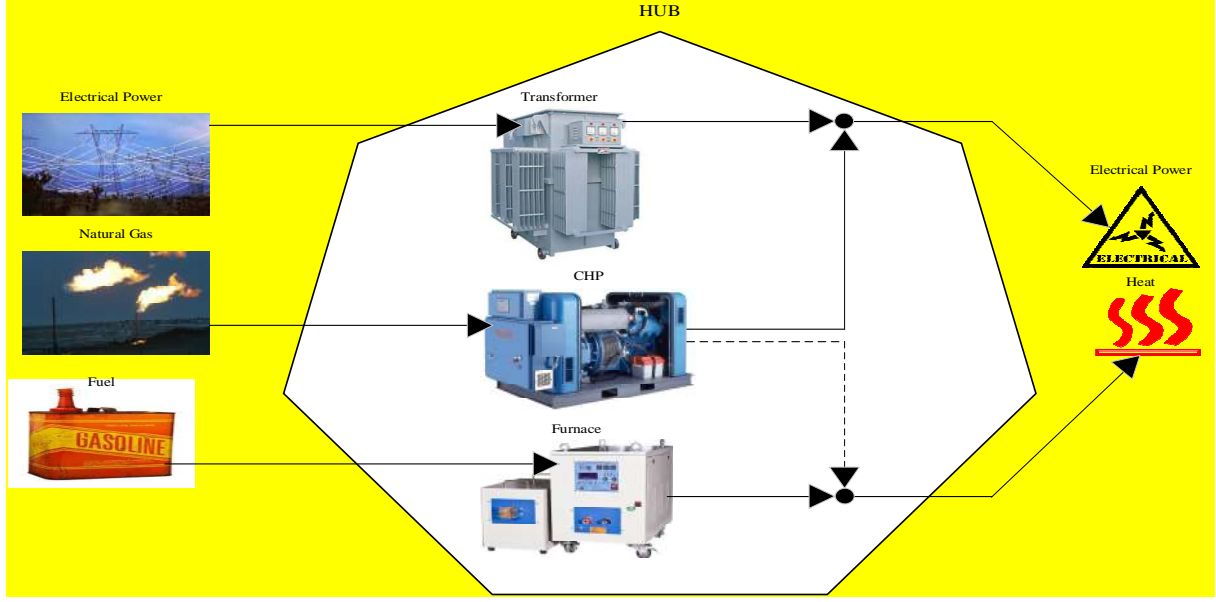 HUB
Electrical Power
Transformer
Natural Gas
CHP
Fuel
GASOLINE
Furnace
Electrical Power
ELECTRICAL
Heat